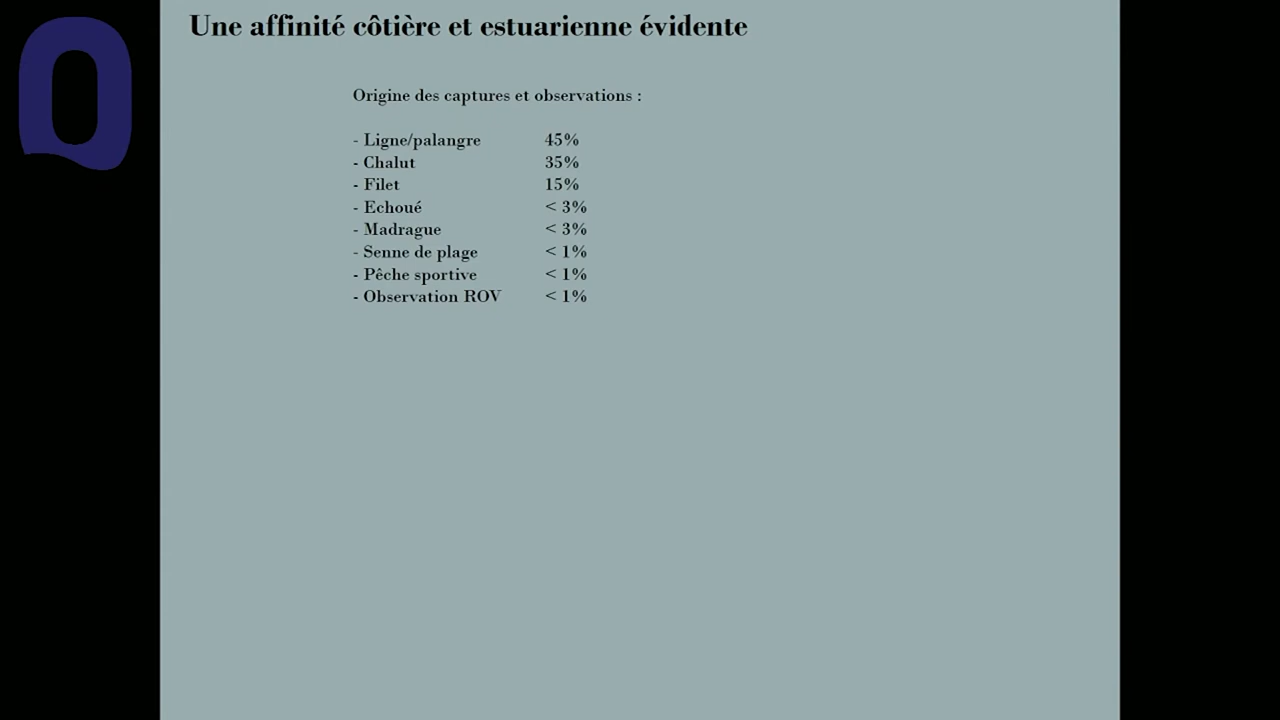 Une affinité côtière et estuarienne évidente
Origine des captures et observations :
- Ligne/palangre 45%
- Chalut 35%
- Filet 15%
- Echoué < 3%
- Madrague < 3%
- Senne de plage < 1%
- Pêche sportive < 1%
- Observation ROV < 1%